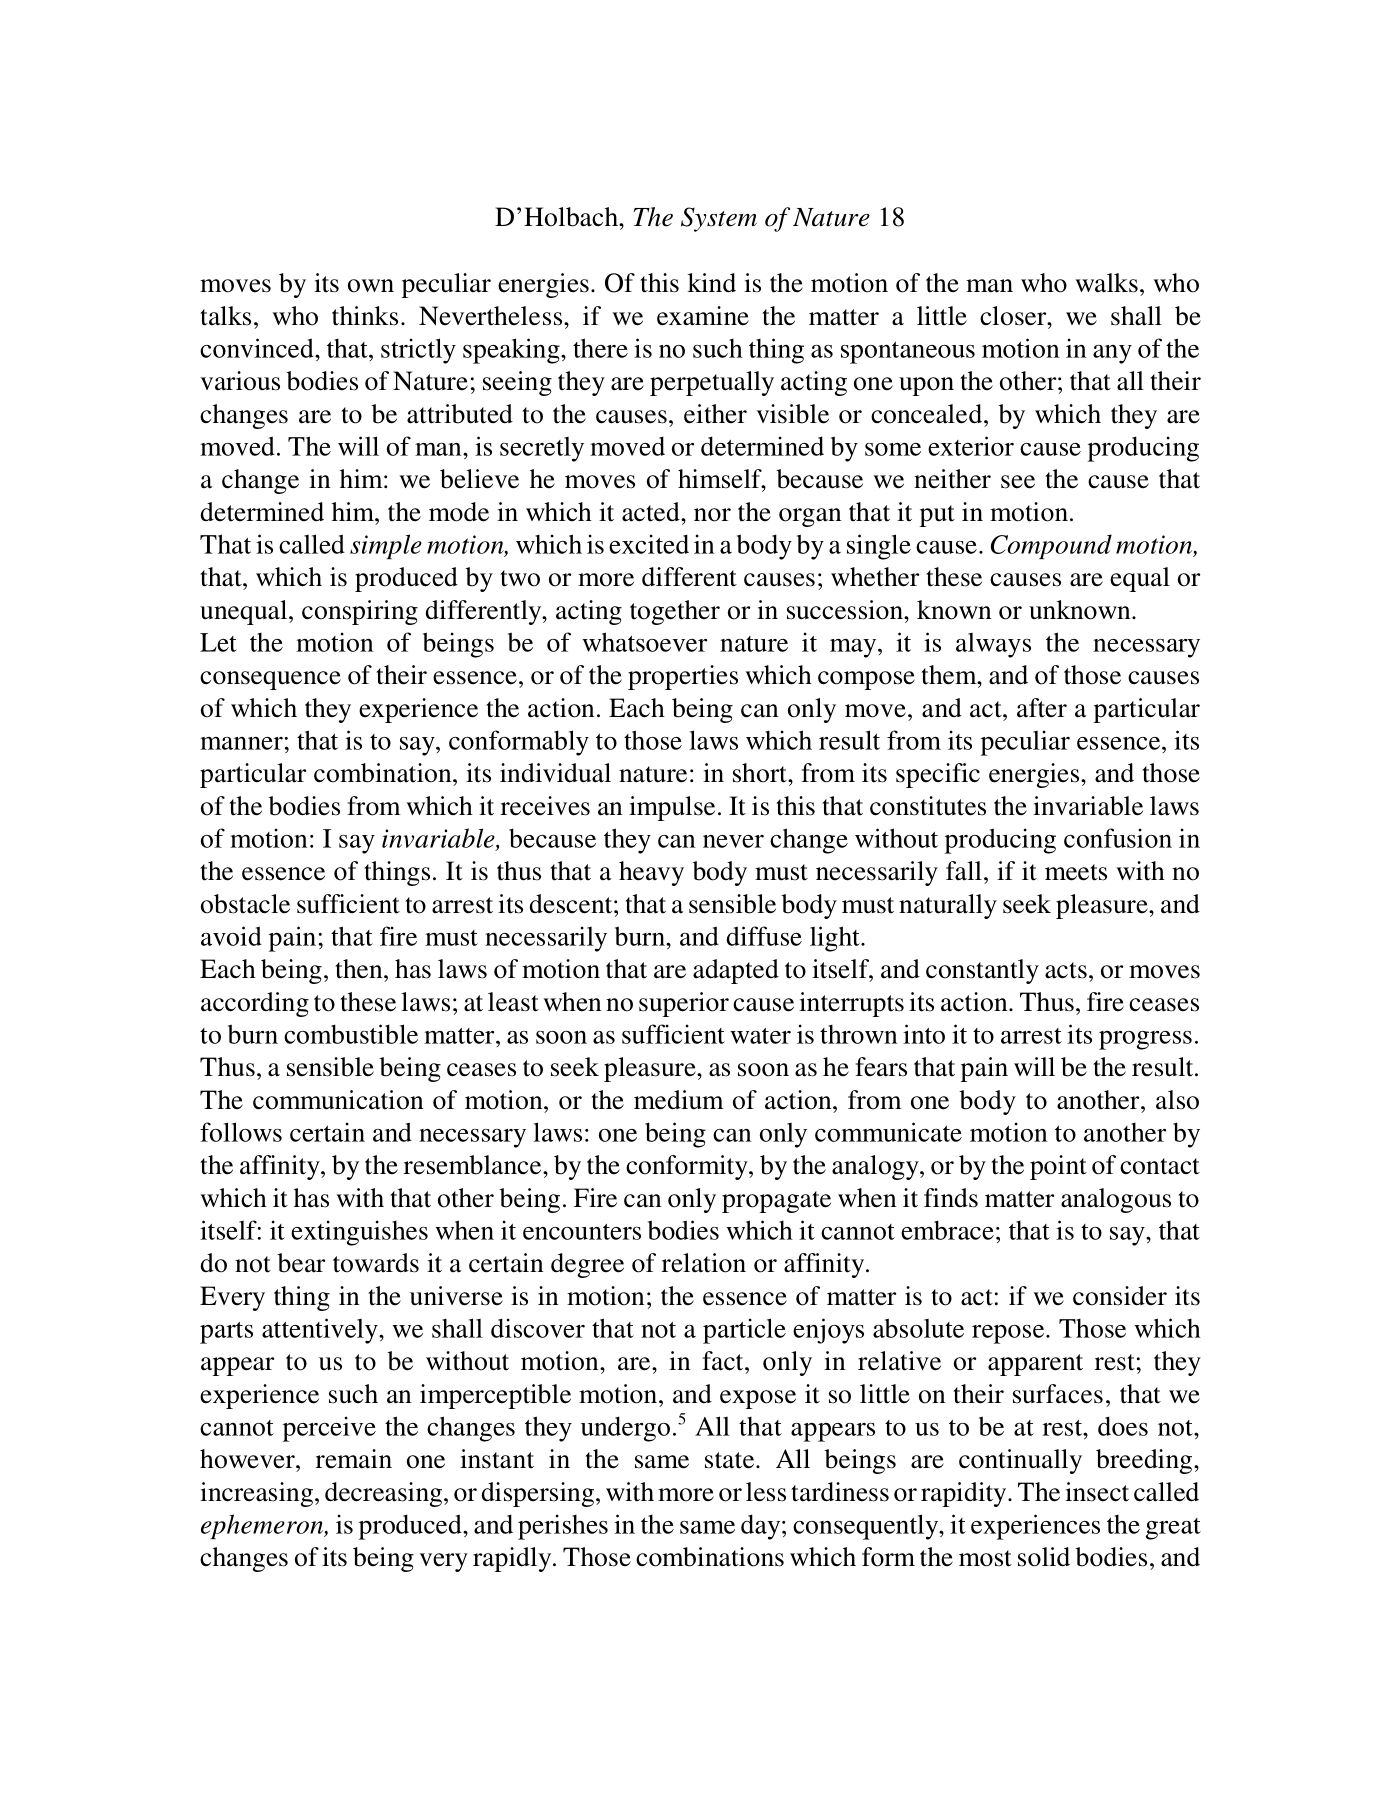 D’Holbach, The System of Nature 18
moves by its own peculiar energies. Of this kind is the motion of the man who walks, who
talks, who thinks. Nevertheless, if we examine the matter a little closer, we shall be
convinced, that, strictly speaking, there is no such thing as spontaneous motion in any of the
various bodies of Nature; seeing they are perpetually acting one upon the other; that all their
changes are to be attributed to the causes, either visible or concealed, by which they are
moved. The will of man, is secretly moved or determined by some exterior cause producing
a change in him: we believe he moves of himself, because we neither see the cause that
determined him, the mode in which it acted, nor the organ that it put in motion.
That is called simple motion, which is excited in a body by a single cause. Compound motion,
that, which is produced by two or more different causes; whether these causes are equal or
unequal, conspiring differently, acting together or in succession, known or unknown.
Let the motion of beings be of whatsoever nature it may, it is always the necessary
consequence of their essence, or of the properties which compose them, and of those causes
of which they experience the action. Each being can only move, and act, after a particular
manner; that is to say, conformably to those laws which result from its peculiar essence, its
particular combination, its individual nature: in short, from its specific energies, and those
of the bodies from which it receives an impulse. It is this that constitutes the invariable laws
of motion: I say invariable, because they can never change without producing confusion in
the essence of things. It is thus that a heavy body must necessarily fall, if it meets with no
obstacle sufficient to arrest its descent; that a sensible body must naturally seek pleasure, and
avoid pain; that fire must necessarily burn, and diffuse light.
Each being, then, has laws of motion that are adapted to itself, and constantly acts, or moves
according to these laws; at least when no superior cause interrupts its action. Thus, fire ceases
to burn combustible matter, as soon as sufficient water is thrown into it to arrest its progress.
Thus, a sensible being ceases to seek pleasure, as soon as he fears that pain will be the result.
The communication of motion, or the medium of action, from one body to another, also
follows certain and necessary laws: one being can only communicate motion to another by
the affinity, by the resemblance, by the conformity, by the analogy, or by the point of contact
which it has with that other being. Fire can only propagate when it finds matter analogous to
itself: it extinguishes when it encounters bodies which it cannot embrace; that is to say, that
do not bear towards it a certain degree of relation or affinity.
Every thing in the universe is in motion; the essence of matter is to act: if we consider its
parts attentively, we shall discover that not a particle enjoys absolute repose. Those which
appear to us to be without motion, are, in fact, only in relative or apparent rest; they
experience such an imperceptible motion, and expose it so little on their surfaces, that we
cannot perceive the changes they undergo.5 All that appears to us to be at rest, does not,
however, remain one instant in the same state. All beings are continually breeding,
increasing, decreasing, or dispersing, with more or less tardiness or rapidity. The insect called
ephemeron, is produced, and perishes in the same day; consequently, it experiences the great
changes of its being very rapidly. Those combinations which form the most solid bodies, and